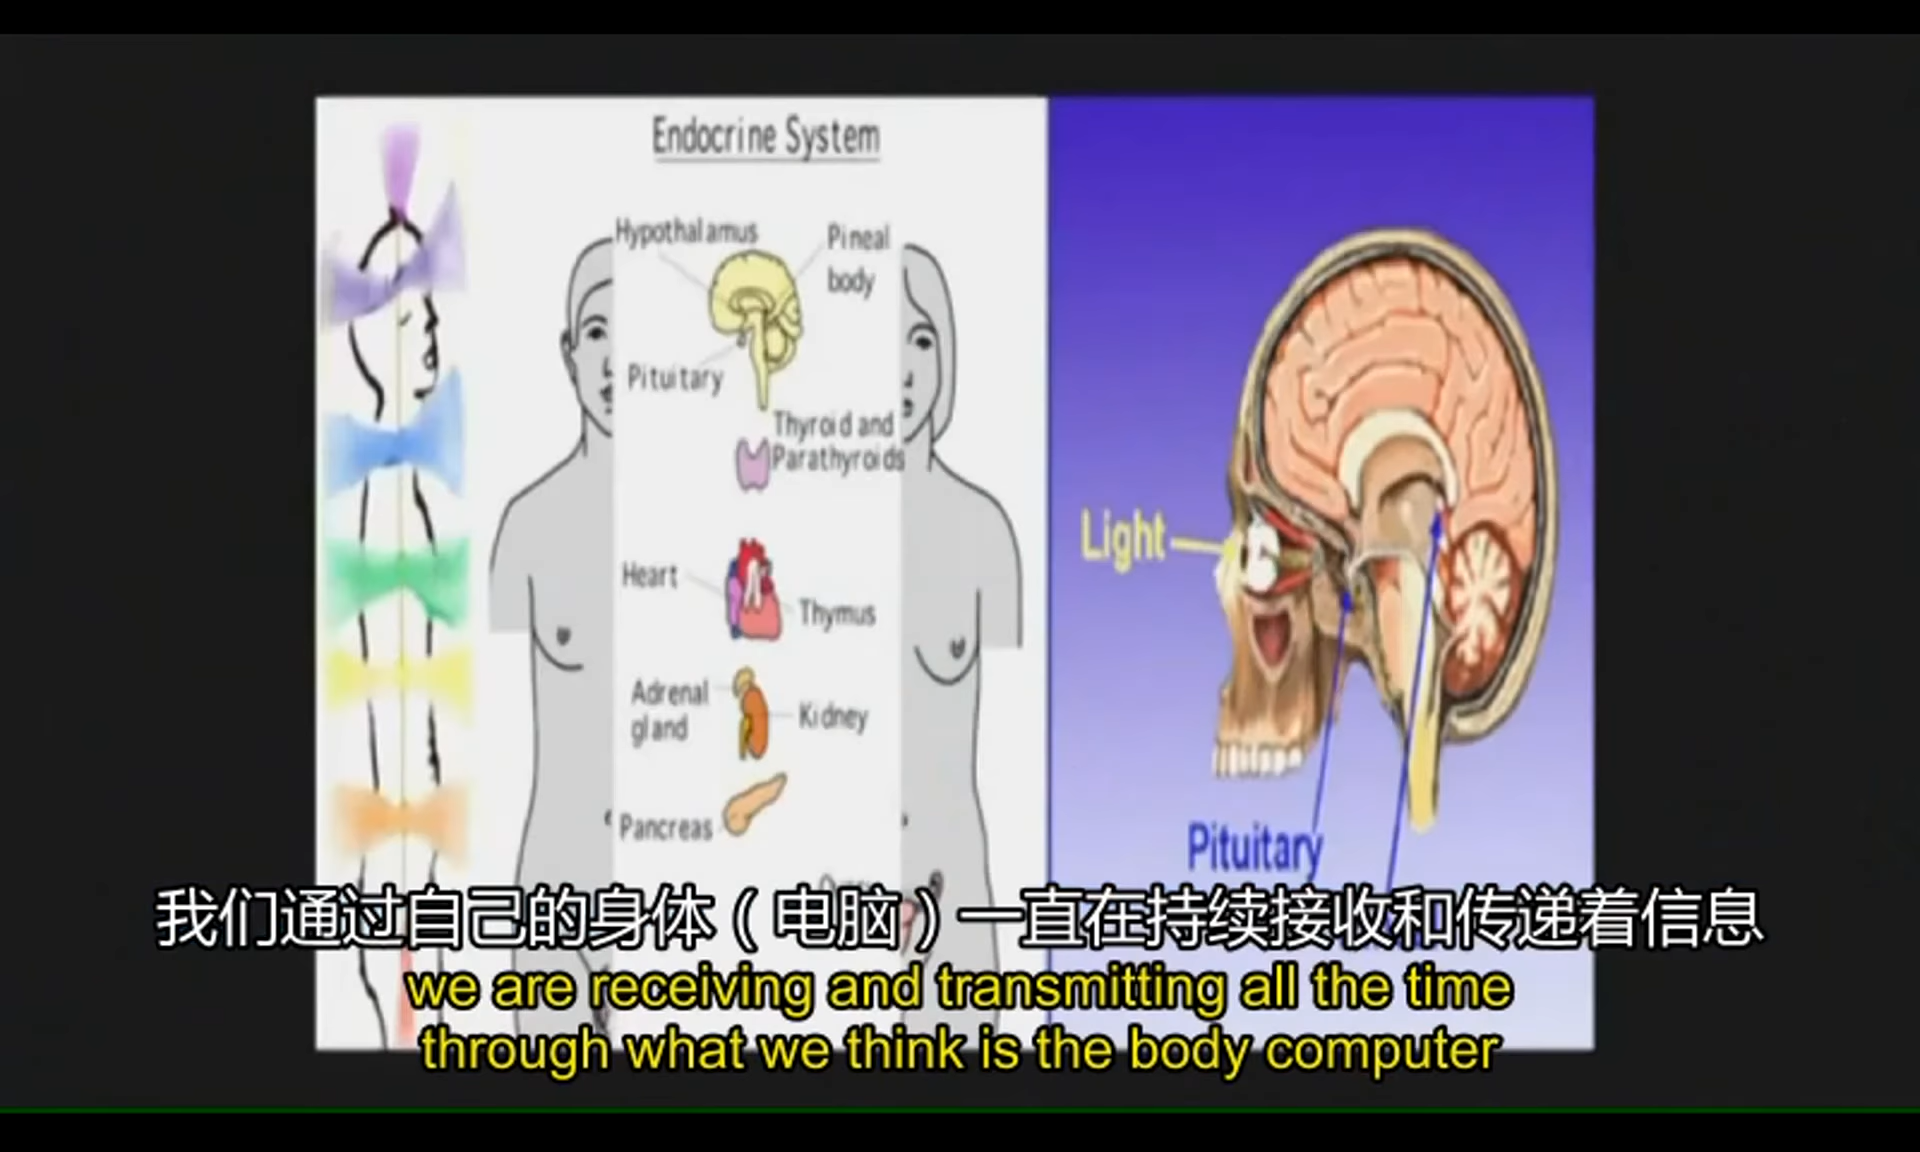 Endocrine System
Hypothalamus
Pineal
body
Pituitary
Thyroid and
Parathyroids
Heart
Thymus
Adrenal
gland
Kidney
Pancreas
Light
Pituitary
我们通过自己的身体（电脑）一直在持续接收和传递着信息
we are receiving and transmitting all the time
through what we think is the body computer